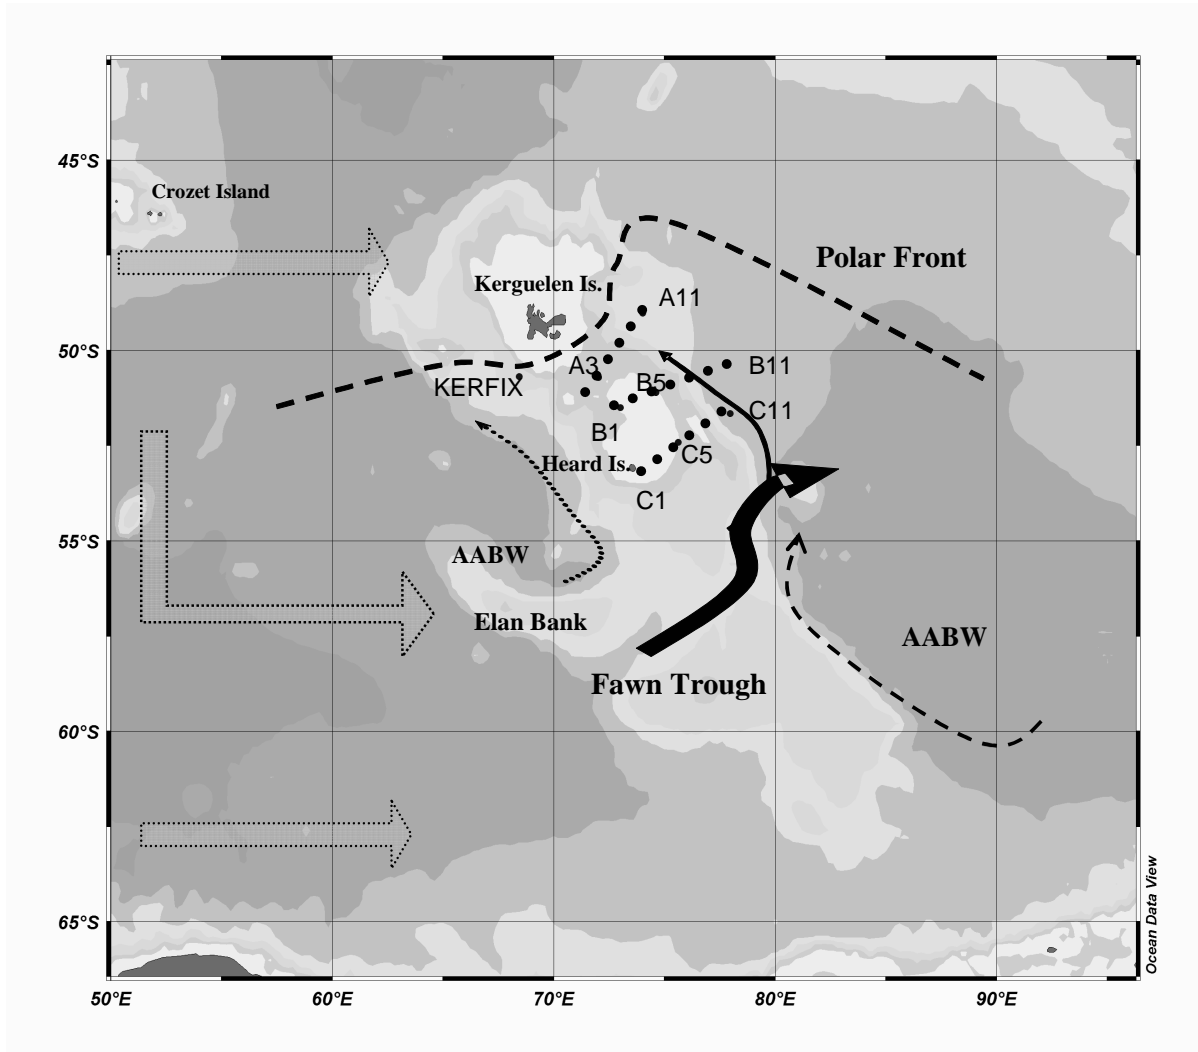 45°S
Crozet Island
Polar Front
Kerguelen Is.
A11
50°S
A3
B11
KERFIX
B5
C11
B1
C5
Heard Is.
C1
55°S
AABW
Elan Bank
AABW
Fawn Trough
60°S
65°S
Ocean Data View
50°E
60°E
70°E
80°E
90°E